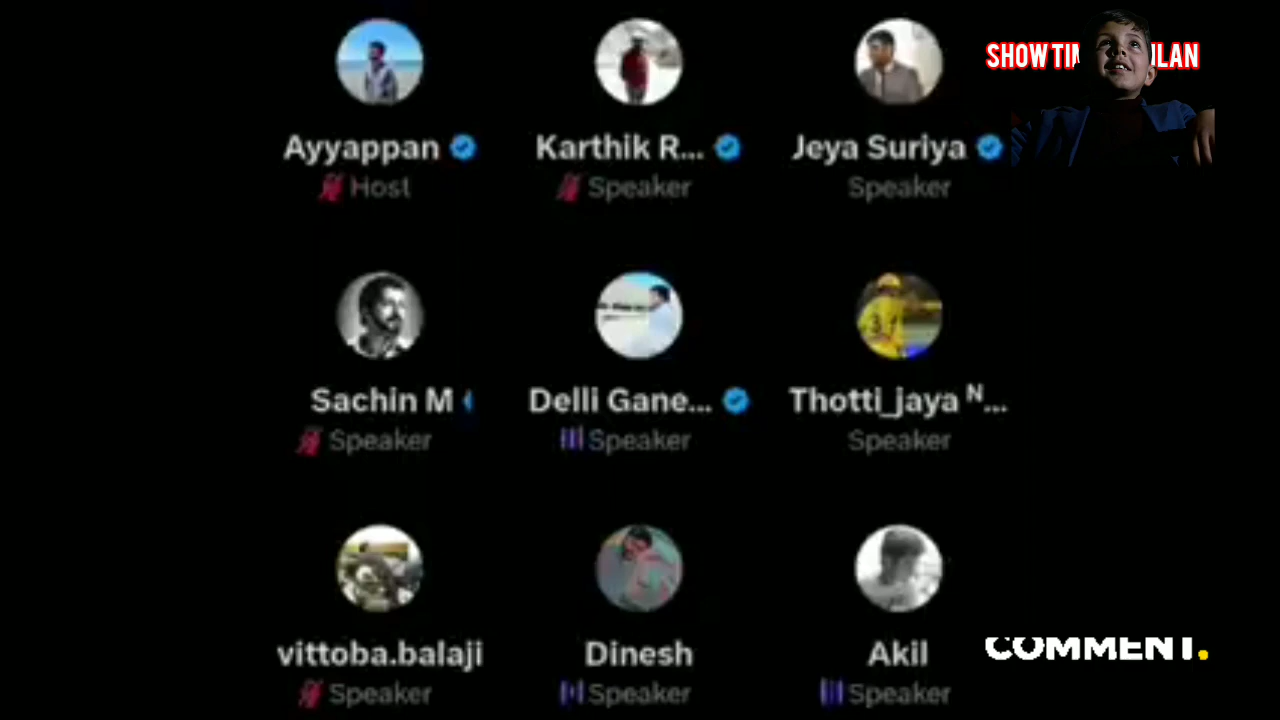 SHOW TIM LAN
Ayyappan
Karthik R...
Jeya Suriya
Host
Speaker
Speaker
Sachin M
Delli Gane...
Thotti_jaya ᴺ...
Speaker
Speaker
Speaker
vittoba.balaji
Dinesh
Akil
COMMENT.
Speaker
Speaker
Speaker